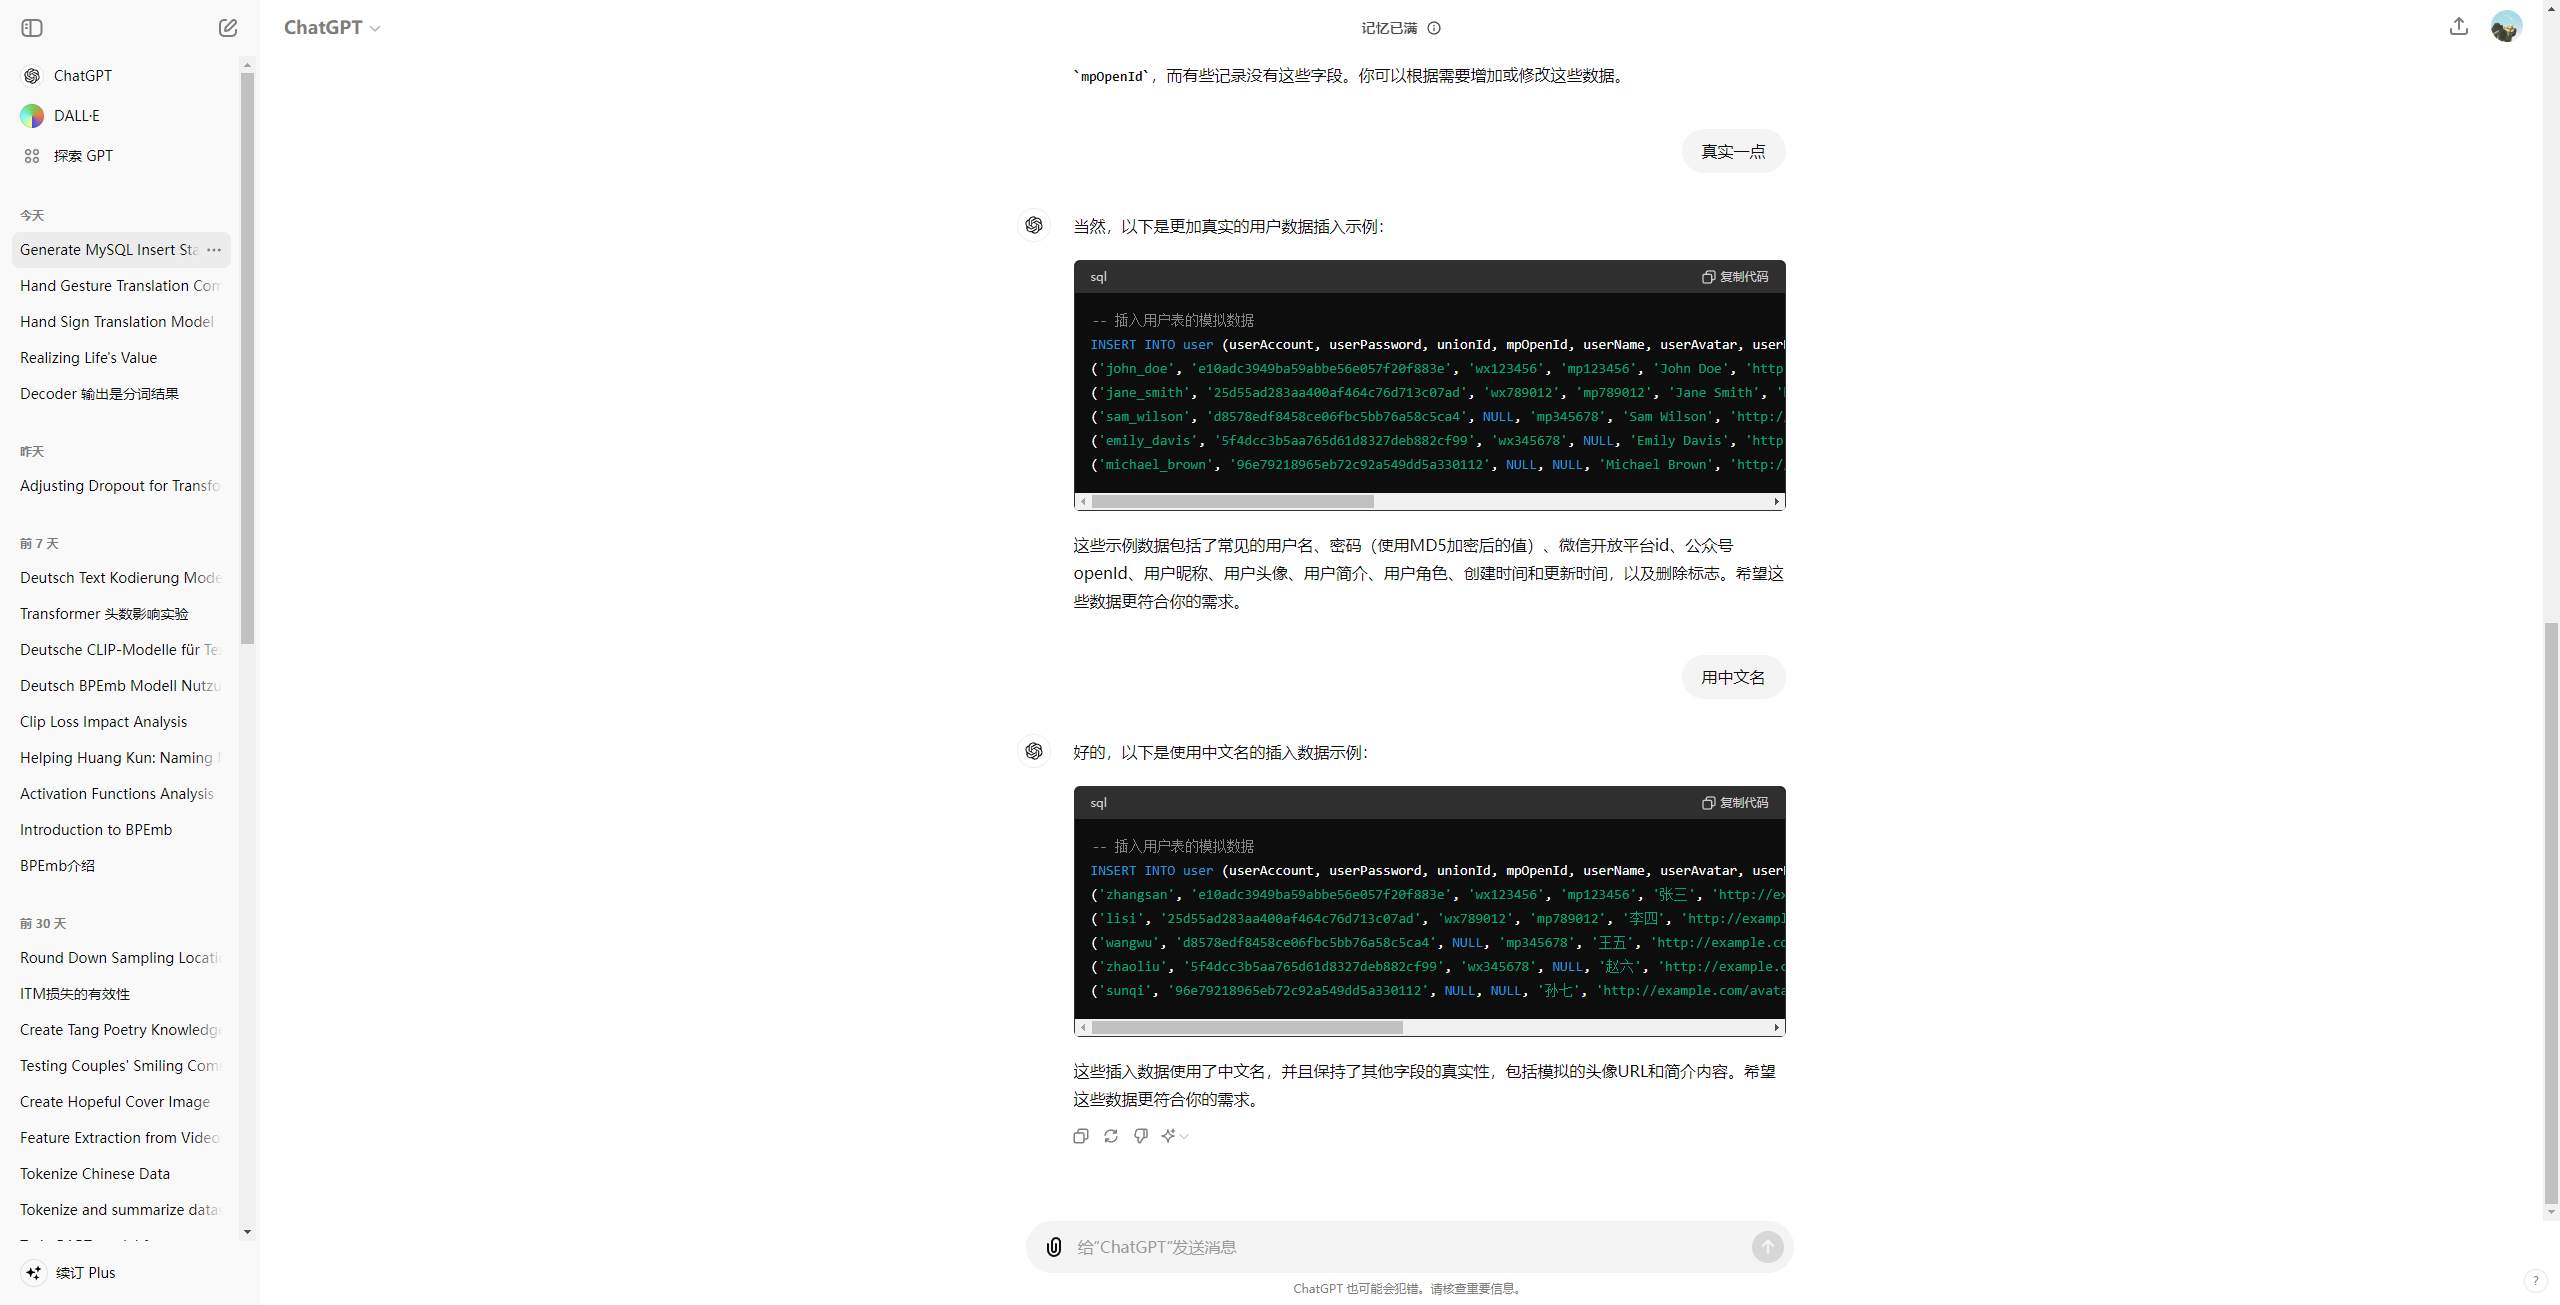 ChatGPT
记忆已满
ChatGPT
DALL·E
探索 GPT
今天
Generate MySQL Insert Sta
Hand Gesture Translation Com
Hand Sign Translation Model
Realizing Life's Value
Decoder 输出是分词结果
昨天
Adjusting Dropout for Transfo
前 7 天
Deutsch Text Kodierung Mode
Transformer 头数影响实验
Deutsche CLIP-Modelle für Tex
Deutsch BPEmb Modell Nutzu
Clip Loss Impact Analysis
Helping Huang Kun: Naming
Activation Functions Analysis
Introduction to BPEmb
BPEmb介绍
前 30 天
Round Down Sampling Locatio
ITM损失的有效性
Create Tang Poetry Knowledge
Testing Couples' Smiling Com
Create Hopeful Cover Image
Feature Extraction from Video
Tokenize Chinese Data
Tokenize and summarize datas
续订 Plus
`mpOpenId`，而有些记录没有这些字段。你可以根据需要增加或修改这些数据。
真实一点
当然，以下是更加真实的用户数据插入示例：
sql
复制代码
-- 插入用户表的模拟数据
INSERT INTO user (userAccount, userPassword, unionId, mpOpenId, userName, userAvatar, user
('john_doe', 'e10adc3949ba59abbe56e057f20f883e', 'wx123456', 'mp123456', 'John Doe', 'http
('jane_smith', '25d55ad283aa400af464c76d713c07ad', 'wx789012', 'mp789012', 'Jane Smith', '
('sam_wilson', 'd8578edf8458ce06fbc5bb76a58c5ca4', NULL, 'mp345678', 'Sam Wilson', 'http:/
('emily_davis', '5f4dcc3b5aa765d61d8327deb882cf99', 'wx345678', NULL, 'Emily Davis', 'http
('michael_brown', '96e79218965eb72c92a549dd5a330112', NULL, NULL, 'Michael Brown', 'http:/
这些示例数据包括了常见的用户名、密码（使用MD5加密后的值）、微信开放平台id、公众号
openId、用户昵称、用户头像、用户简介、用户角色、创建时间和更新时间，以及删除标志。希望这
些数据更符合你的需求。
用中文名
好的，以下是使用中文名的插入数据示例：
sql
复制代码
-- 插入用户表的模拟数据
INSERT INTO user (userAccount, userPassword, unionId, mpOpenId, userName, userAvatar, user
('zhangsan', 'e10adc3949ba59abbe56e057f20f883e', 'wx123456', 'mp123456', '张三', 'http://ex
('lisi', '25d55ad283aa400af464c76d713c07ad', 'wx789012', 'mp789012', '李四', 'http://exampl
('wangwu', 'd8578edf8458ce06fbc5bb76a58c5ca4', NULL, 'mp345678', '王五', 'http://example.co
('zhaoliu', '5f4dcc3b5aa765d61d8327deb882cf99', 'wx345678', NULL, '赵六', 'http://example.c
('sunqi', '96e79218965eb72c92a549dd5a330112', NULL, NULL, '孙七', 'http://example.com/avata
这些插入数据使用了中文名，并且保持了其他字段的真实性，包括模拟的头像URL和简介内容。希望
这些数据更符合你的需求。
给“ChatGPT”发送消息
ChatGPT 也可能会犯错。请核查重要信息。
?